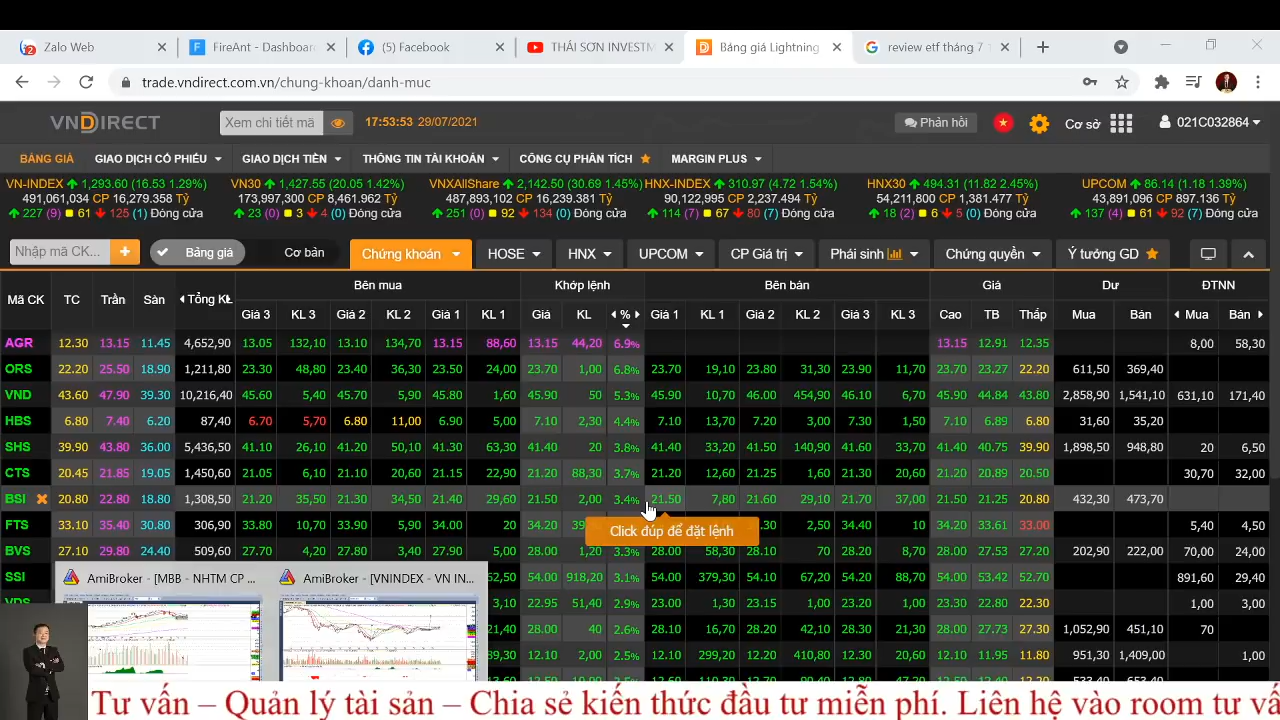 Zalo Web
FireAnt - Dashboar
(5) Facebook
THÁI SƠN INVESTM
Bảng giá Lightning
review etf tháng 7
trade.vndirect.com.vn/chung-khoan/danh-muc
VNDIRECT
Xem chi tiết mã
17:53:53 29/07/2021
Phản hồi
Cơ sở
021C032864
BẢNG GIÁ
GIAO DỊCH CỔ PHIẾU
GIAO DỊCH TIỀN
THÔNG TIN TÀI KHOẢN
CÔNG CỤ PHÂN TÍCH
MARGIN PLUS
VN-INDEX 1,293.60 (16.53 1.29%) VN30 1,427.55 (20.05 1.42%) VNXAllShare 2,142.50 (30.69 1.45%) HNX-INDEX 310.97 (4.72 1.54%) HNX30 494.31 (11.82 2.45%) UPCOM 86.14 (1.18 1.39%)
491,061,034 CP 16,279.358 Tỷ 173,997,300 CP 8,461.962 Tỷ 487,893,102 CP 16,239.381 Tỷ 90,122,995 CP 2,237.494 Tỷ 54,211,800 CP 1,381.477 Tỷ 43,891,096 CP 897.136 Tỷ
227 (9) 61 125 (1) Đóng cửa 23 (0) 3 4 (0) Đóng cửa 251 (0) 92 134 (0) Đóng cửa 114 (7) 67 80 (7) Đóng cửa 18 (2) 6 5 (0) Đóng cửa 137 (4) 61 92 (7) Đóng cửa
Nhập mã CK...
Bảng giá
Cơ bản
Chứng khoán
HOSE
HNX
UPCOM
CP Giá trị
Phái sinh
Chứng quyền
Ý tưởng GD
Mã CK TC Trần Sàn Tổng KL Bên mua Khớp lệnh Bên bán Giá Dư ĐTNN
Giá 3 KL 3 Giá 2 KL 2 Giá 1 KL 1 Giá KL % Giá 1 KL 1 Giá 2 KL 2 Giá 3 KL 3 Cao TB Thấp Mua Bán Mua Bán
AGR 12.30 13.15 11.45 4,652,90 13.05 132,10 13.10 134,70 13.15 88,60 13.15 44,20 6.9% 13.15 12.91 12.35 8,00 58,30
ORS 22.20 25.50 18.90 1,211,80 23.30 48,80 23.40 36,30 23.50 24,00 23.70 1,00 6.8% 23.70 19,10 23.80 31,30 23.90 11,70 23.70 23.27 22.20 611,50 369,40
VND 43.60 47.90 39.30 10,216,40 45.60 5,40 45.70 5,90 45.80 1,60 45.90 50 5.3% 45.90 10,70 46.00 454,90 46.10 6,70 45.90 44.84 43.80 2,858,90 1,541,10 631,10 171,40
HBS 6.80 7.40 6.20 87,40 6.70 5,70 6.80 11,00 6.90 5,00 7.10 2,30 4.4% 7.10 13,70 7.20 3,00 7.30 1,50 7.10 6.89 6.80 31,60 35,20
SHS 39.90 43.80 36.00 5,436,50 41.10 26,10 41.20 50,10 41.30 63,90 41.40 20 3.8% 41.40 33,20 41.50 140,90 41.60 33,70 41.40 40.75 39.90 1,898,50 948,80 20 6,50
CTS 20.45 21.85 19.05 1,450,60 21.05 6,10 21.10 20,60 21.15 22,90 21.20 88,30 3.7% 21.20 12,60 21.25 1,60 21.30 20,60 21.20 20.89 20.50 30,70 32,00
BSI 20.80 22.80 18.80 1,308,50 21.20 35,50 21.30 34,50 21.40 29,60 21.50 2,00 3.4% 21.50 7,80 21.60 29,10 21.70 37,00 21.50 21.25 20.80 432,30 473,70
FTS 33.10 35.40 30.80 306,90 33.80 10,70 33.90 5,90 34.00 20 34.20 2,50 34.40 10 34.20 33.61 33.00 5,40 4,50
Click đúp để đặt lệnh
BVS 27.10 29.80 24.40 509,60 27.70 4,20 27.80 3,40 27.90 5,00 28.00 1,20 3.3% 28.00 58,30 28.10 70 28.20 8,70 28.00 27.53 27.20 202,90 222,00 70,00 24,00
SSI 54.00 918,20 3.1% 54.00 379,30 54.10 67,20 54.20 88,70 54.00 53.42 52.70 891,60 29,80
AmiBroker - [MBB - NHTM CP ...
AmiBroker - [VNINDEX - VN IN...
VDS 3,10 22.95 51,40 2.9% 23.00 1,30 23.15 1,00 23.20 1,00 23.30 22.80 22.30 1,00 3,00
21,40 28.00 40 2.6% 28.10 16,70 28.20 42,10 28.30 21,30 28.00 27.73 27.30 1,052,90 451,10 70
12.10 2,00 2.5% 12.10 299,20 12.20 410,80 12.30 20,60 12.10 11.95 11.80 1,409,00 1,00
Tư vấn – Quản lý tài sản – Chia sẻ kiến thức đầu tư miễn phí. Liên hệ vào room tư vấ